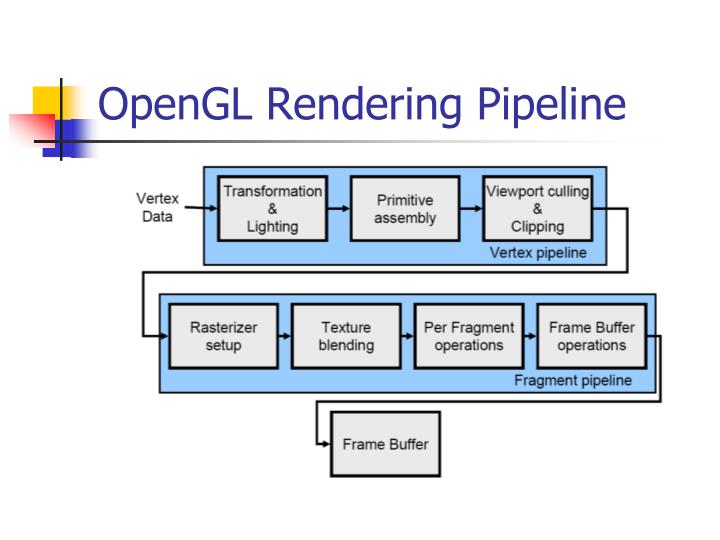 OpenGL Rendering Pipeline
Vertex
Data
Transformation
&
Lighting
Primitive
assembly
Viewport culling
&
Clipping
Vertex pipeline
Rasterizer
setup
Texture
blending
Per Fragment
operations
Frame Buffer
operations
Fragment pipeline
Frame Buffer